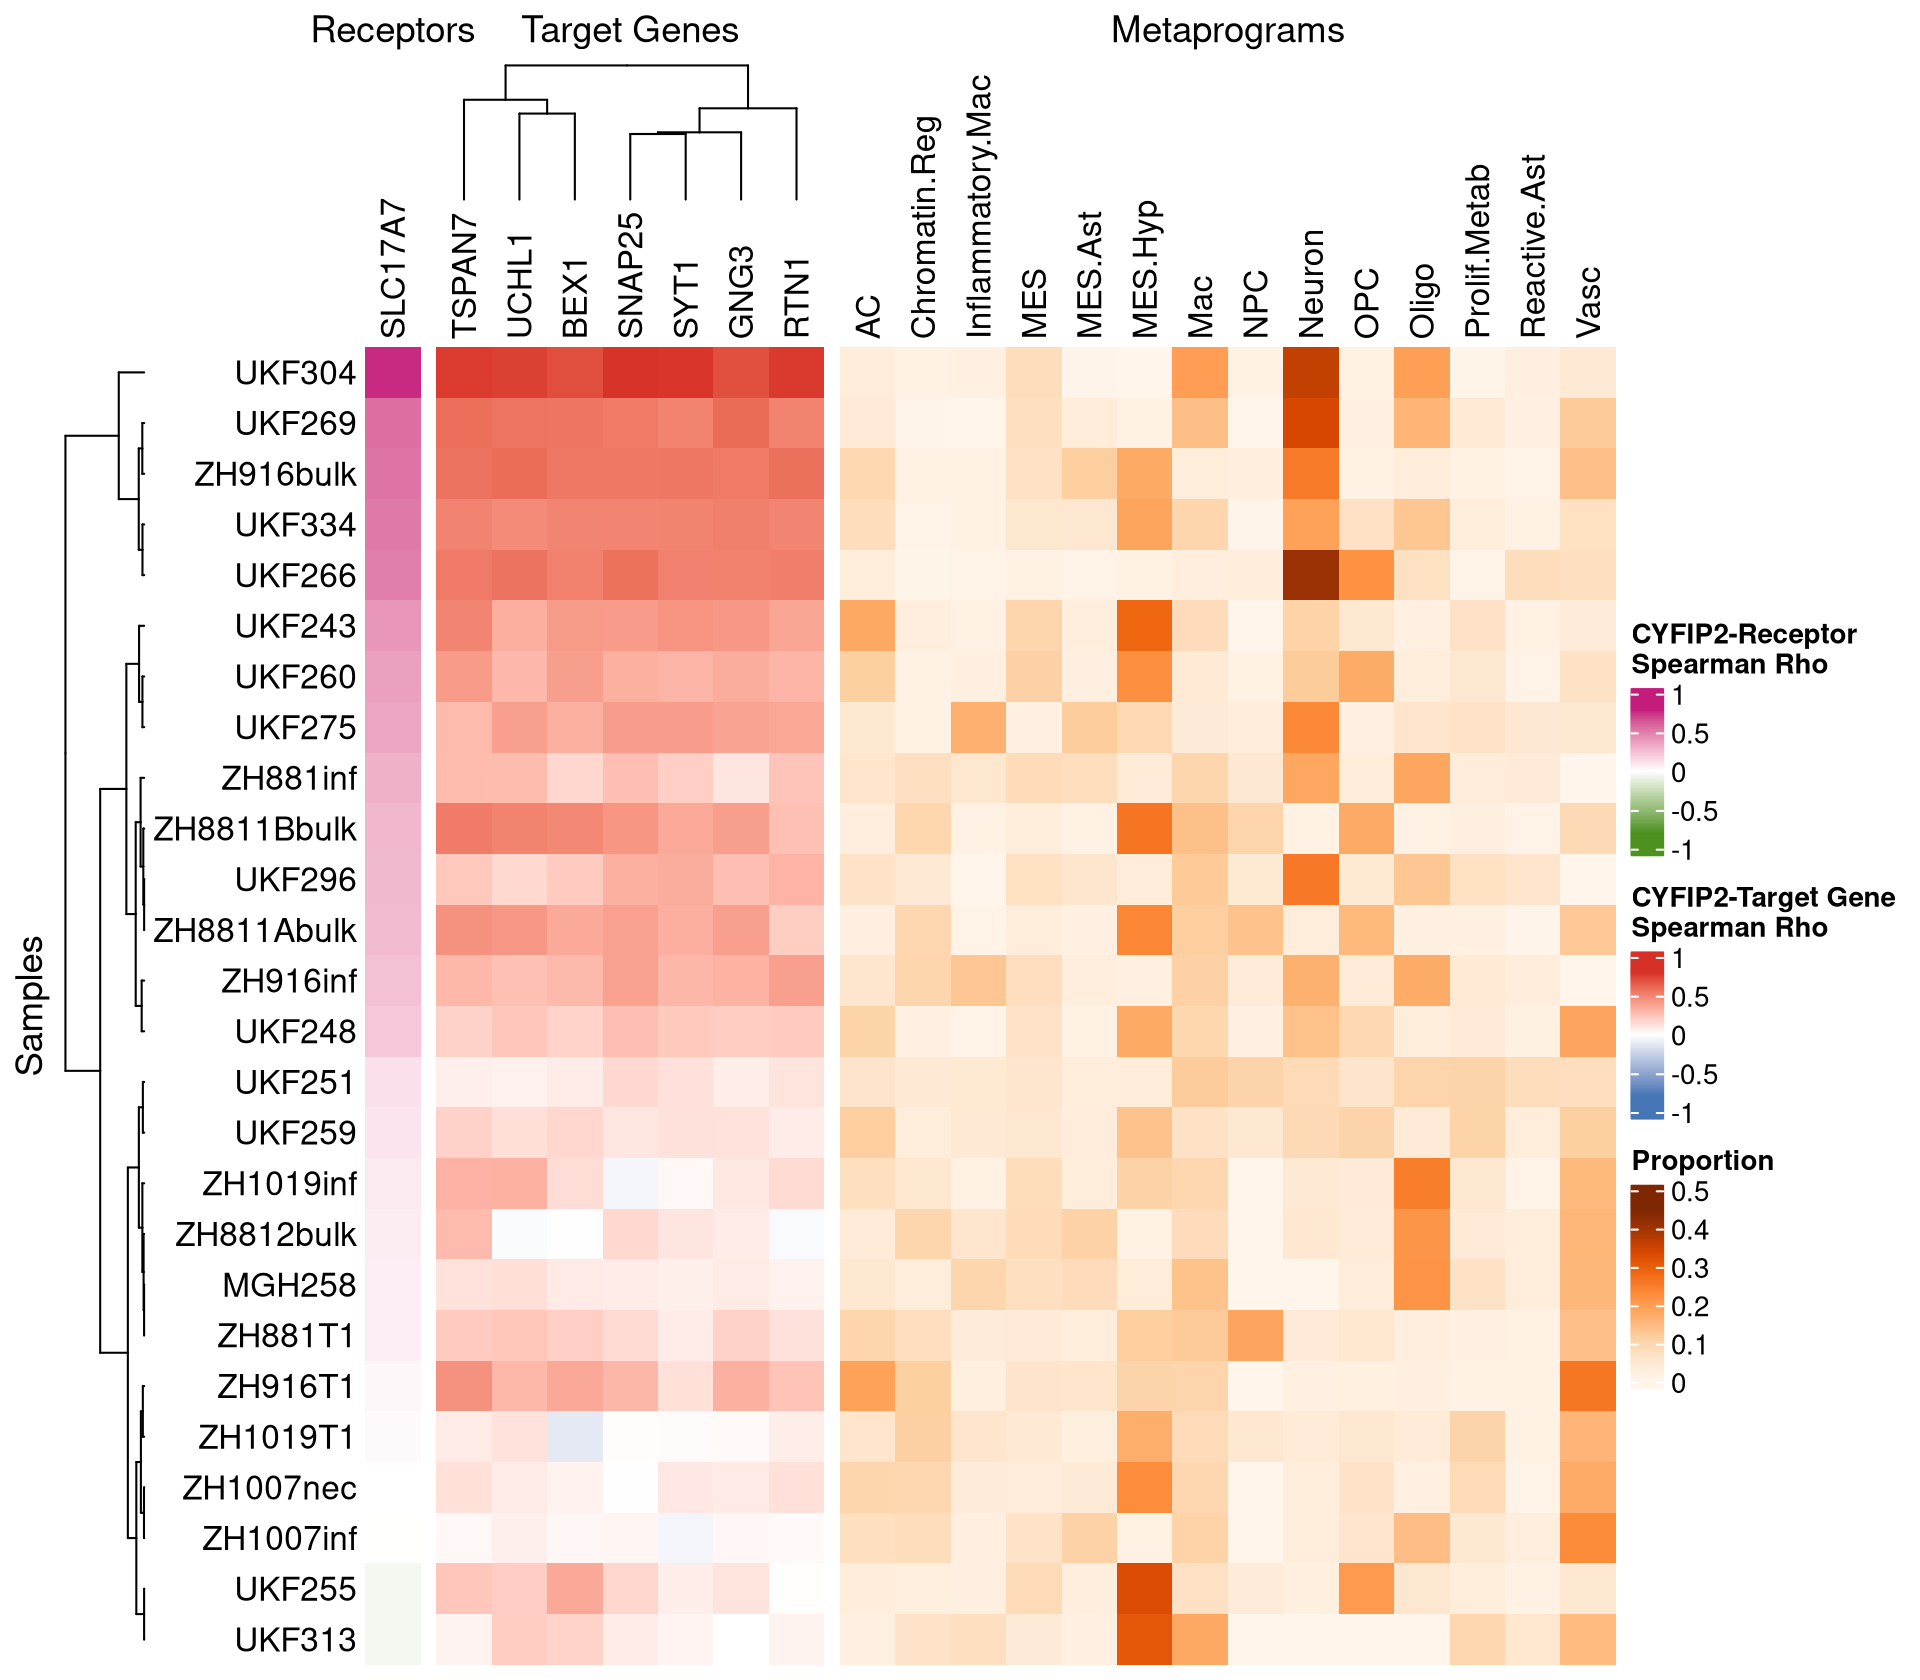 Receptors Target Genes Metaprograms
SLC17A7 TSPAN7 UCHL1 BEX1 SNAP25 SYT1 GNG3 RTN1 AC Chromatin.Reg Inflammatory.Mac MES MES.Ast MES.Hyp Mac NPC Neuron OPC Oligo Prolif.Metab Reactive.Ast Vasc
Samples
UKF304
UKF269
ZH916bulk
UKF334
UKF266
UKF243
UKF260
UKF275
ZH881inf
ZH8811Bbulk
UKF296
ZH8811Abulk
ZH916inf
UKF248
UKF251
UKF259
ZH1019inf
ZH8812bulk
MGH258
ZH881T1
ZH916T1
ZH1019T1
ZH1007nec
ZH1007inf
UKF255
UKF313
CYFIP2-Receptor
Spearman Rho
1
0.5
0
-0.5
-1
CYFIP2-Target Gene
Spearman Rho
1
0.5
0
-0.5
-1
Proportion
0.5
0.4
0.3
0.2
0.1
0